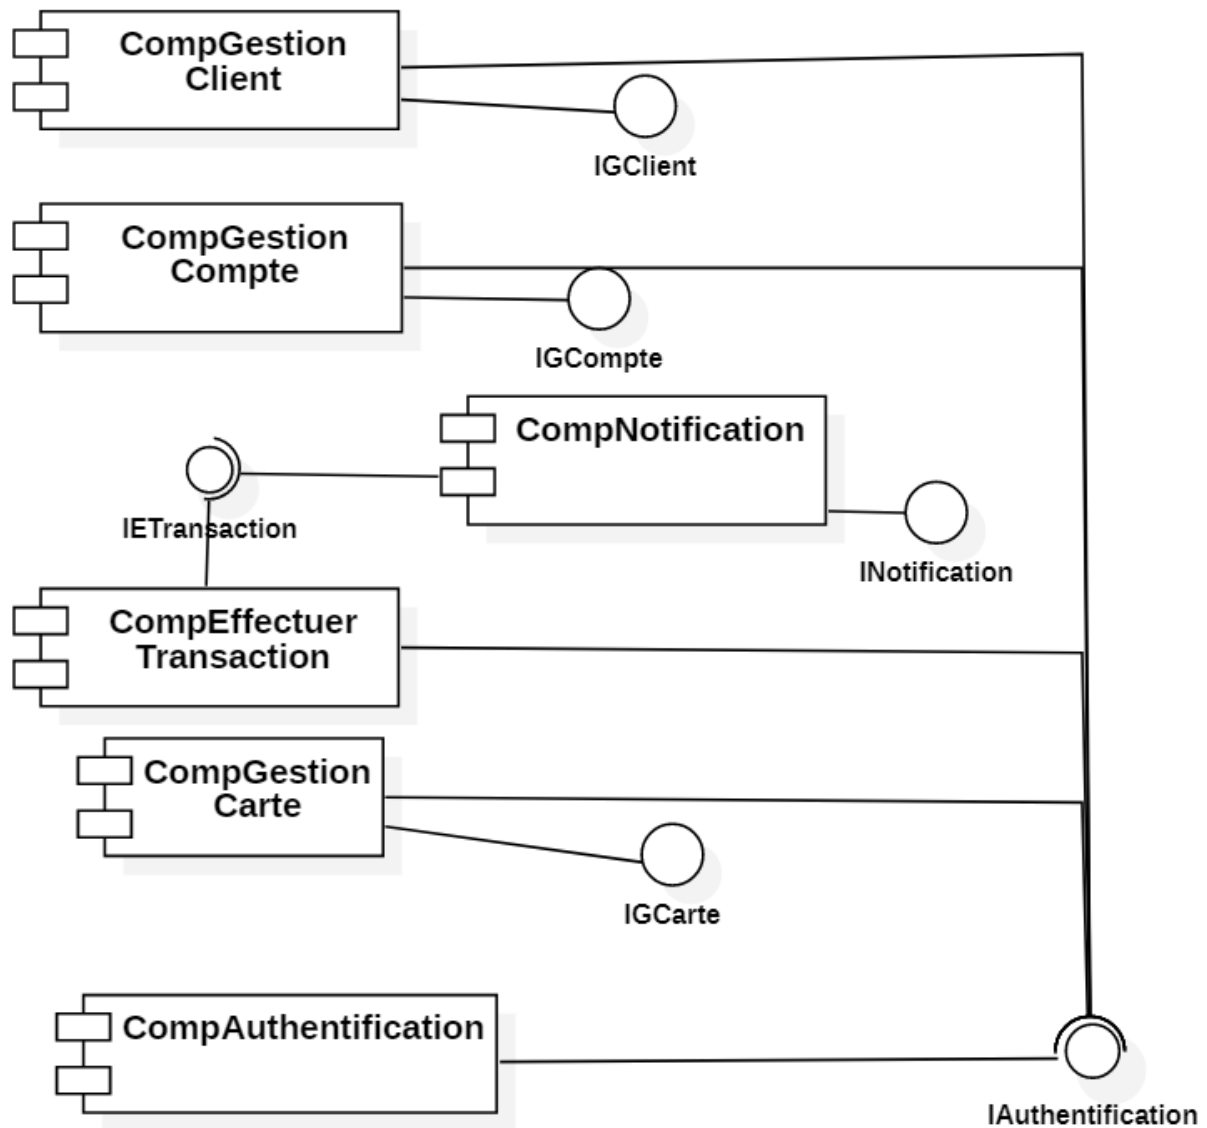 CompGestion
Client
IGClient
CompGestion
Compte
IGCompte
CompNotification
IETransaction
INotification
CompEffectuer
Transaction
CompGestion
Carte
IGCarte
CompAuthentification
IAuthentification